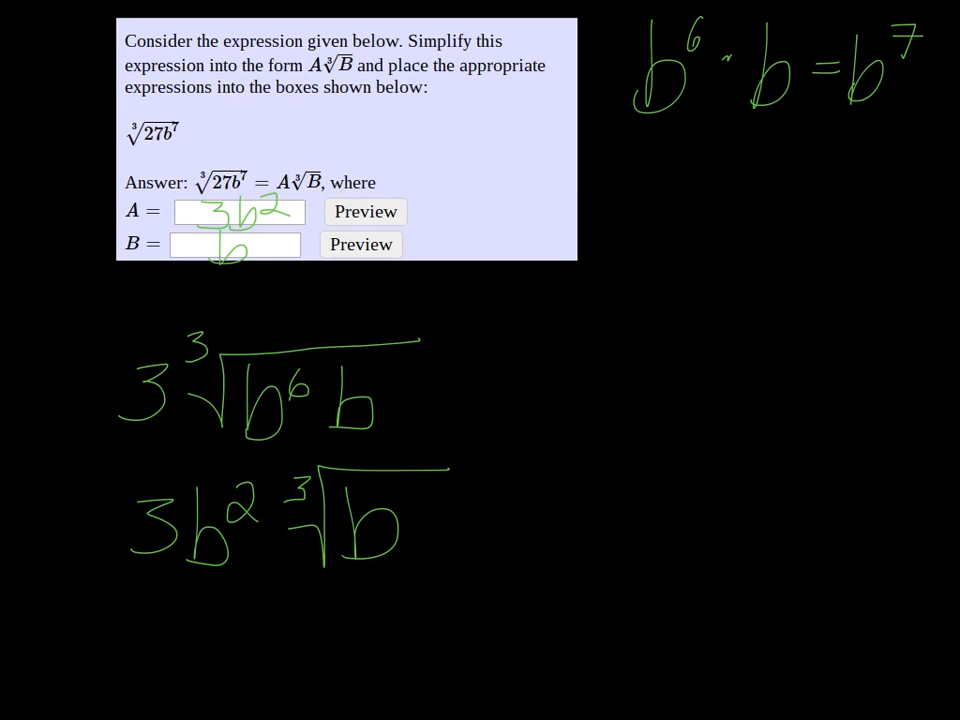 Consider the expression given below. Simplify this
expression into the form A∛B and place the appropriate
expressions into the boxes shown below:
∛(27b⁷)
Answer: ∛(27b⁷) = A∛B, where
A = 3b² Preview
B = b Preview
b⁶ · b = b⁷
3 ∛(b⁶ b)
3b² ∛b